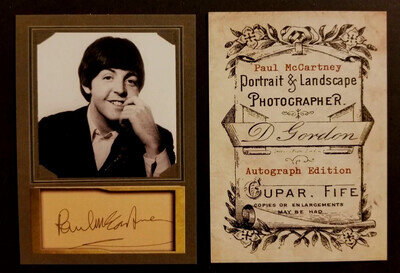 Paul McCartney
Paul McCartney
Portrait & Landscape
PHOTOGRAPHER.
D. Gordon
Autograph Edition
CUPAR. FIFE
COPIES OR ENLARGEMENTS
MAY BE HAD